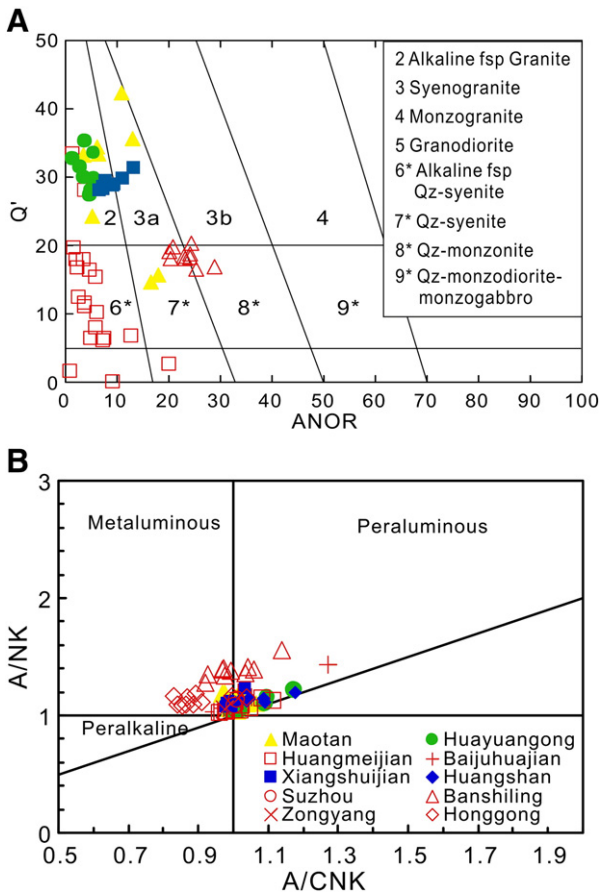 A
50
40
30
20
10
0
Q'
2 3a 3b 4
6* 7* 8* 9*
2 Alkaline fsp Granite
3 Syenogranite
4 Monzogranite
5 Granodiorite
6* Alkaline fsp
Qz-syenite
7* Qz-syenite
8* Qz-monzonite
9* Qz-monzodiorite-
monzogabbro
0 10 20 30 40 50 60 70 80 90 100
ANOR
B
3
2
1
0
A/NK
Metaluminous
Peraluminous
Peralkaline
Maotan
Huangmeijian
Xiangshuijian
Suzhou
Zongyang
Huayuangong
Baijuhuajian
Huangshan
Banshiling
Honggong
0.5 0.7 0.9 1.1 1.3 1.5 1.7 1.9
A/CNK